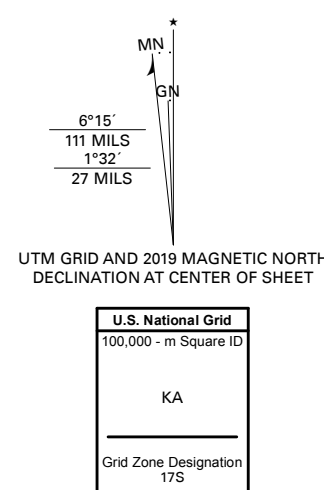 ★
MN
GN
6°15´
111 MILS
1°32´
27 MILS
UTM GRID AND 2019 MAGNETIC NORTH
DECLINATION AT CENTER OF SHEET
U.S. National Grid
100,000 - m Square ID
KA
Grid Zone Designation
17S